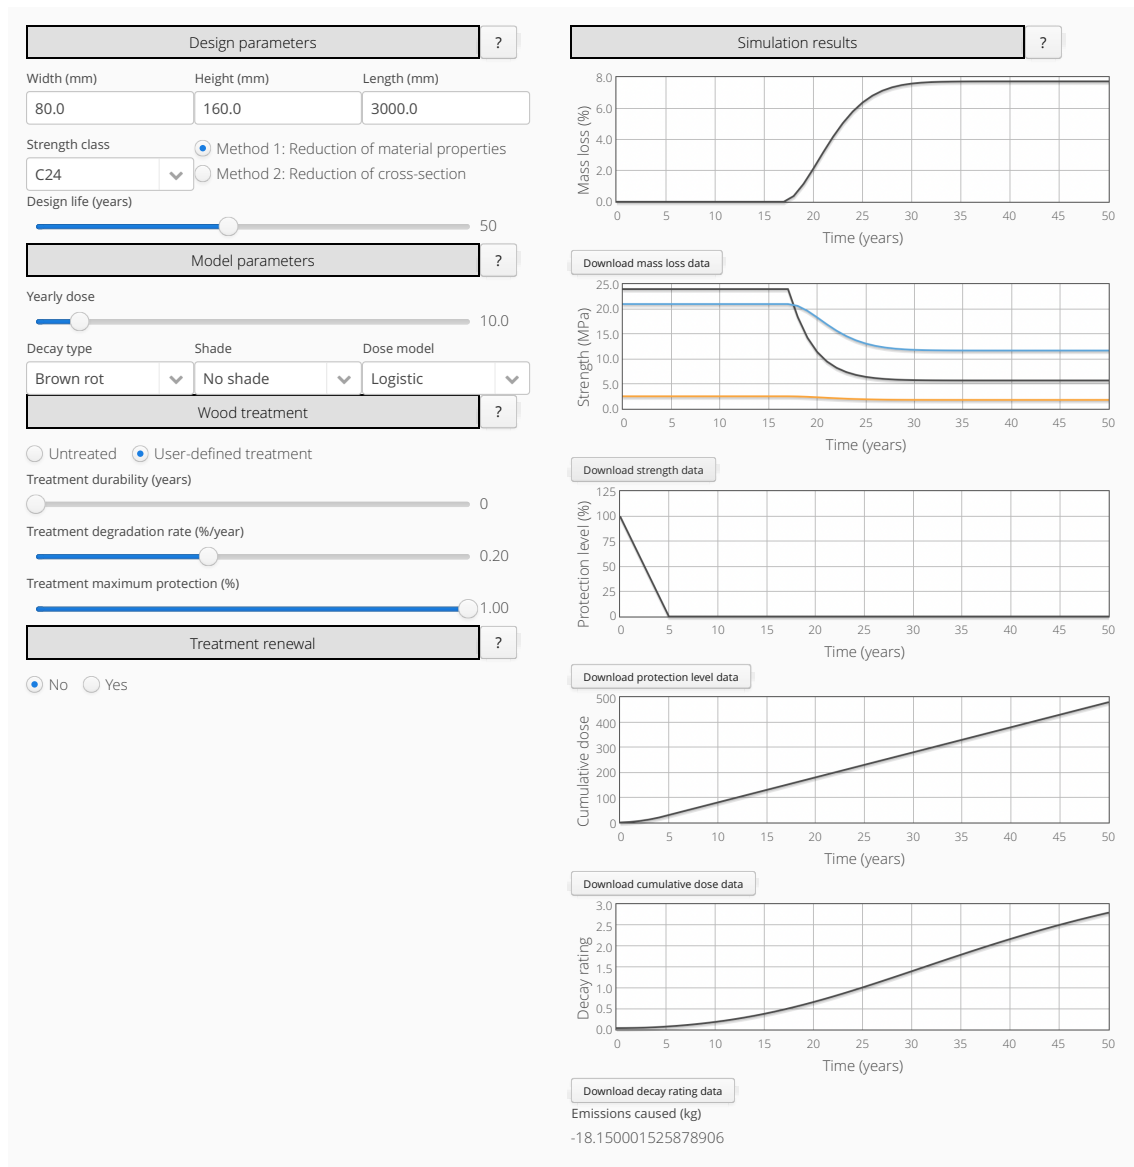 Design parameters ?
Width (mm) Height (mm) Length (mm)
80.0 160.0 3000.0
Strength class
C24
Method 1: Reduction of material properties
Method 2: Reduction of cross-section
Design life (years)
50
Model parameters ?
Yearly dose
10.0
Decay type Shade Dose model
Brown rot No shade Logistic
Wood treatment ?
Untreated User-defined treatment
Treatment durability (years)
0
Treatment degradation rate (%/year)
0.20
Treatment maximum protection (%)
1.00
Treatment renewal ?
No Yes
Simulation results ?
Mass loss (%)
8.0
6.0
4.0
2.0
0.0
0 5 10 15 20 25 30 35 40 45 50
Time (years)
Download mass loss data
Strength (MPa)
25.0
20.0
15.0
10.0
5.0
0.0
0 5 10 15 20 25 30 35 40 45 50
Time (years)
Download strength data
Protection level (%)
125
100
75
50
25
0
0 5 10 15 20 25 30 35 40 45 50
Time (years)
Download protection level data
Cumulative dose
500
400
300
200
100
0
0 5 10 15 20 25 30 35 40 45 50
Time (years)
Download cumulative dose data
Decay rating
3.0
2.5
2.0
1.5
1.0
0.5
0.0
0 5 10 15 20 25 30 35 40 45 50
Time (years)
Download decay rating data
Emissions caused (kg)
-18.150001525878906